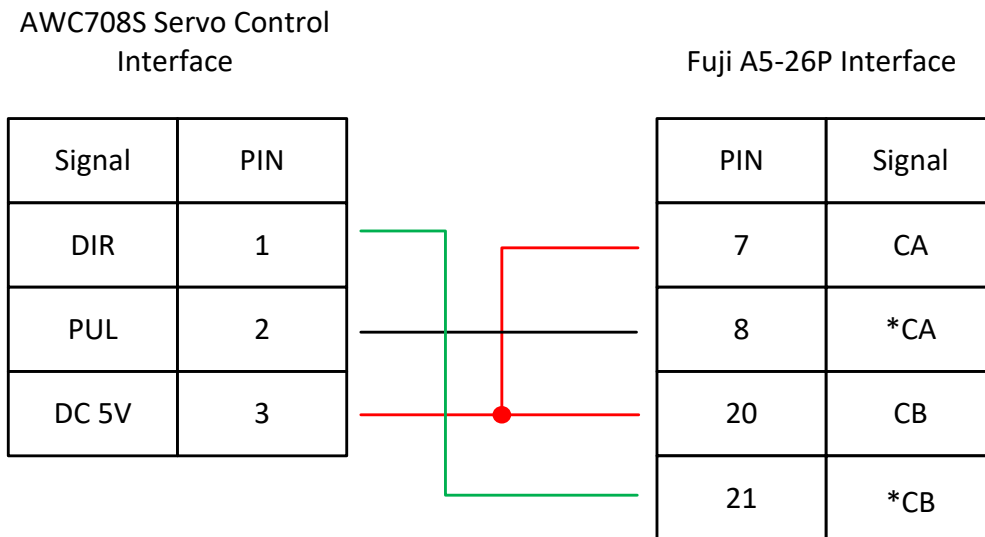 AWC708S Servo Control
Interface
Fuji A5-26P Interface
Signal PIN
DIR 1
PUL 2
DC 5V 3
PIN Signal
7 CA
8 *CA
20 CB
21 *CB